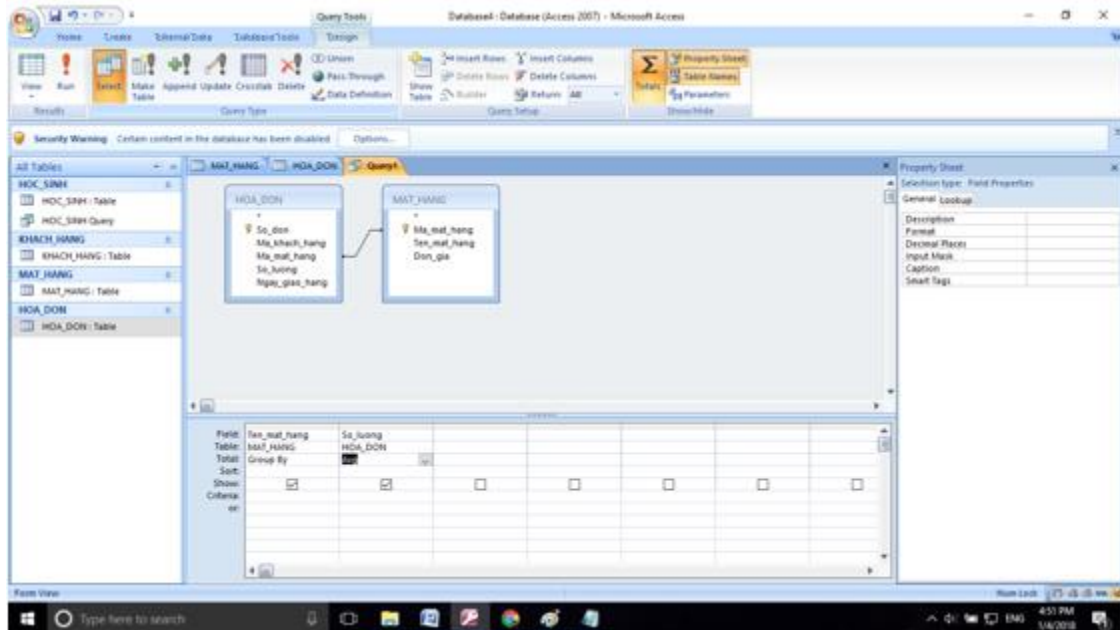 Query Tools
Database4 : Database (Access 2007) - Microsoft Access
Home Create External Data Database Tools Design
View Run Select Make Table Append Update Crosstab Delete
Union
Pass-Through
Data Definition
Show Table
Insert Rows
Delete Rows
Builder
Insert Columns
Delete Columns
Return: All
Totals
Property Sheet
Table Names
Parameters
Results Query Type Query Setup Show/Hide
Security Warning Certain content in the database has been disabled Options...
All Tables
HOC_SINH
HOC_SINH : Table
HOC_SINH Query
KHACH_HANG
KHACH_HANG : Table
MAT_HANG
MAT_HANG : Table
HOA_DON
HOA_DON : Table
MAT_HANG HOA_DON Query1
HOA_DON
*
So_don
Ma_khach_hang
Ma_mat_hang
So_luong
Ngay_giao_hang
MAT_HANG
*
Ma_mat_hang
Ten_mat_hang
Don_gia
Field: Ten_mat_hang So_luong
Table: MAT_HANG HOA_DON
Total: Group By Avg
Sort:
Show:
Criteria:
or:
Property Sheet
Selection type: Field Properties
General Lookup
Description
Format
Decimal Places
Input Mask
Caption
Smart Tags
Form View
Num Lock
Type here to search
ENG
4:51 PM
1/4/2018